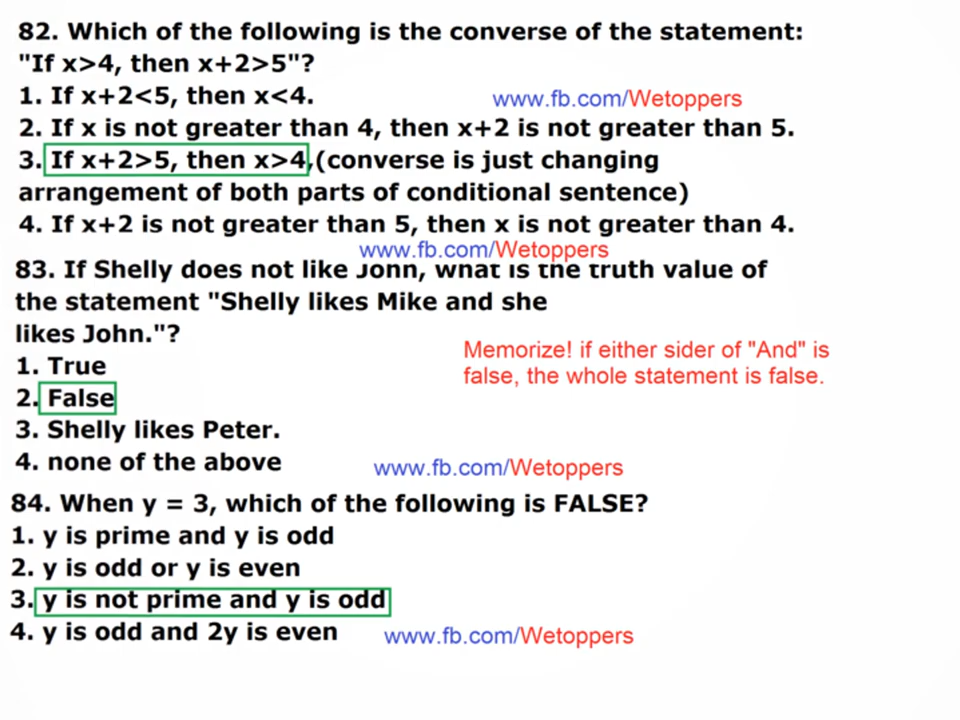 82. Which of the following is the converse of the statement:
"If x>4, then x+2>5"?
1. If x+2<5, then x<4.
www.fb.com/Wetoppers
2. If x is not greater than 4, then x+2 is not greater than 5.
3. If x+2>5, then x>4.(converse is just changing
arrangement of both parts of conditional sentence)
4. If x+2 is not greater than 5, then x is not greater than 4.
www.fb.com/Wetoppers
83. If Shelly does not like John, what is the truth value of
the statement "Shelly likes Mike and she
likes John."?
Memorize! if either sider of "And" is
false, the whole statement is false.
1. True
2. False
3. Shelly likes Peter.
4. none of the above
www.fb.com/Wetoppers
84. When y = 3, which of the following is FALSE?
1. y is prime and y is odd
2. y is odd or y is even
3. y is not prime and y is odd
4. y is odd and 2y is even
www.fb.com/Wetoppers